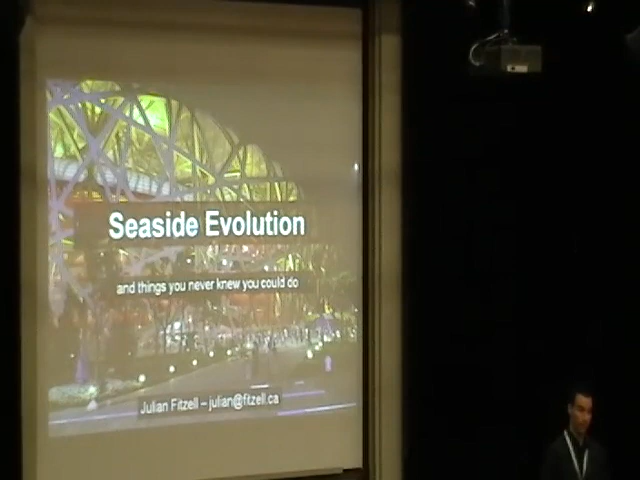 Seaside Evolution
and things you never knew you could do
Julian Fitzell – julian@fitzell.ca